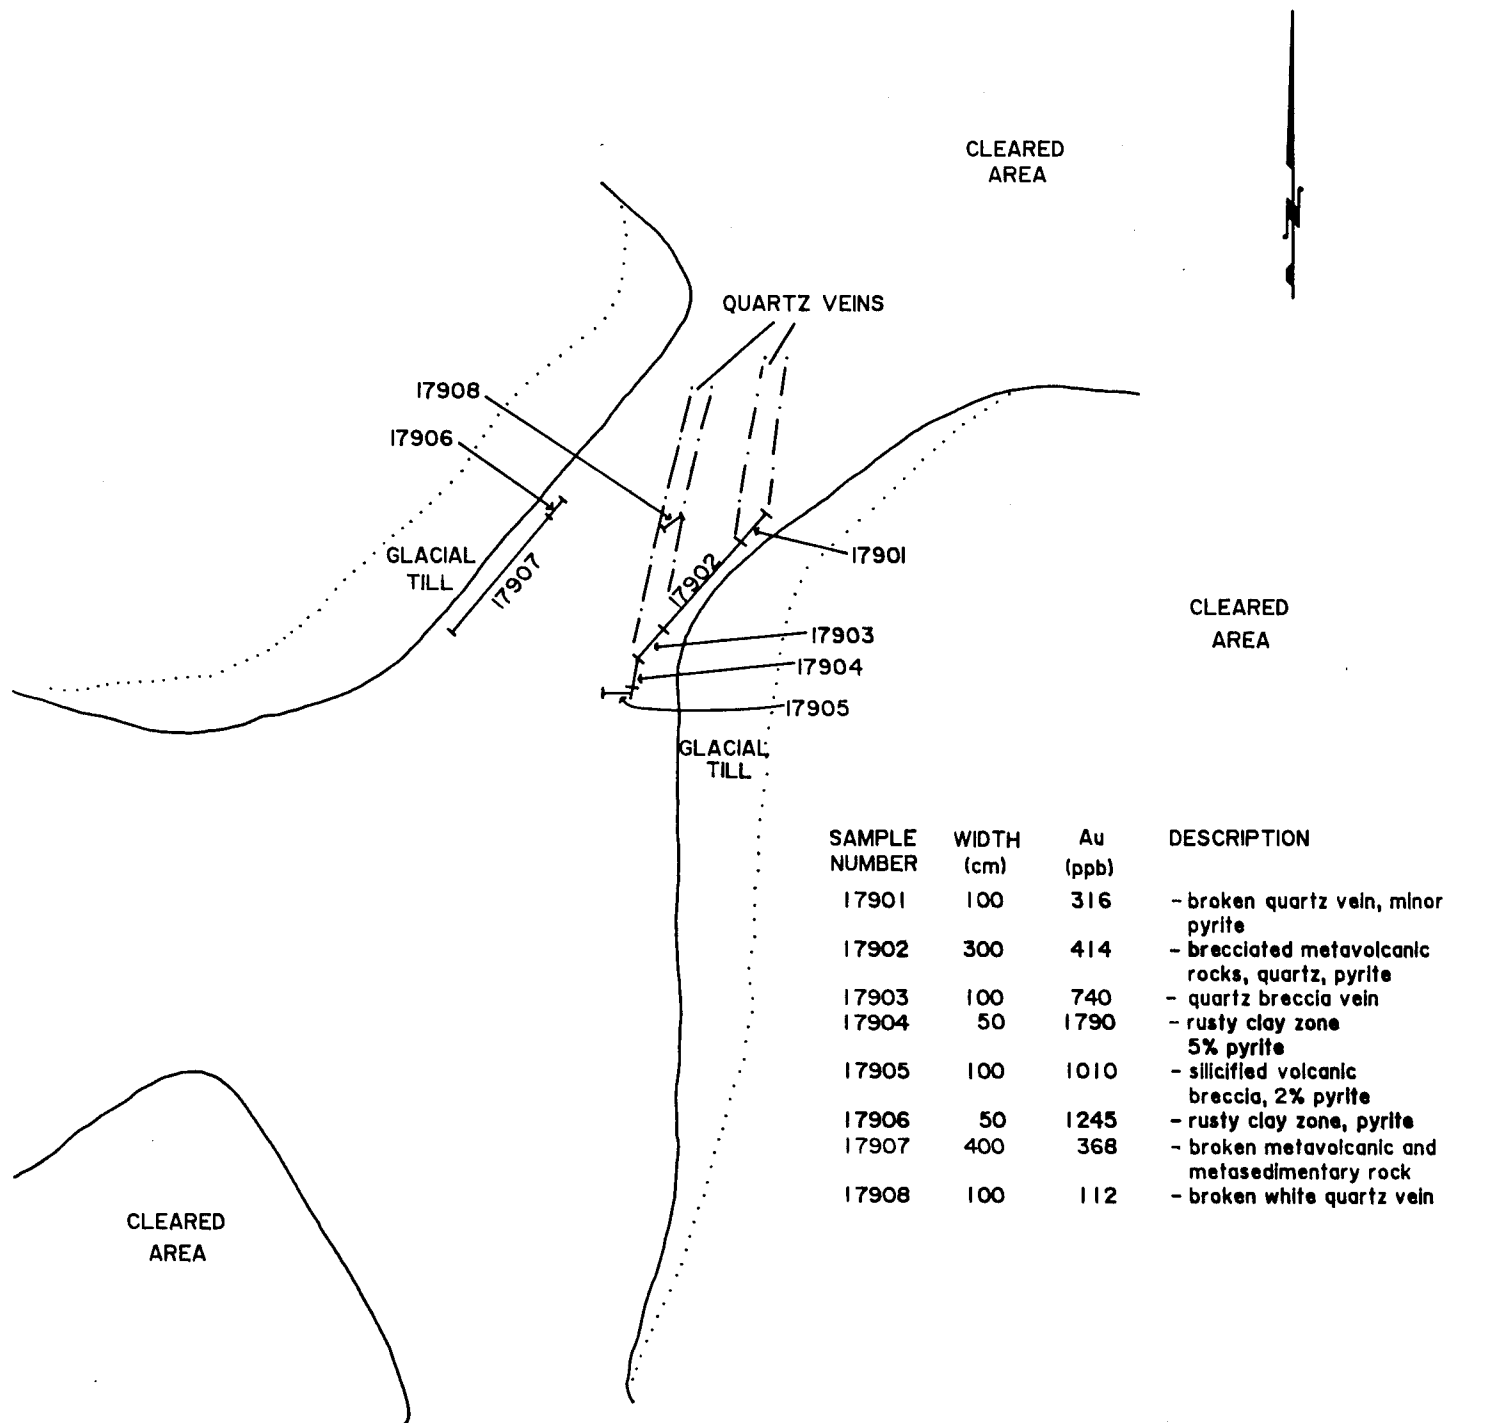 CLEARED
AREA
N
QUARTZ VEINS
17908
17906
GLACIAL
TILL
17907
17902
17901
17903
17904
17905
GLACIAL
TILL
CLEARED
AREA
SAMPLE WIDTH Au DESCRIPTION
NUMBER (cm) (ppb)
17901 100 316 - broken quartz vein, minor
pyrite
17902 300 414 - brecciated metavolcanic
rocks, quartz, pyrite
17903 100 740 - quartz breccia vein
17904 50 1790 - rusty clay zone
5% pyrite
17905 100 1010 - silicified volcanic
breccia, 2% pyrite
17906 50 1245 - rusty clay zone, pyrite
17907 400 368 - broken metavolcanic and
metasedimentary rock
17908 100 112 - broken white quartz vein
CLEARED
AREA